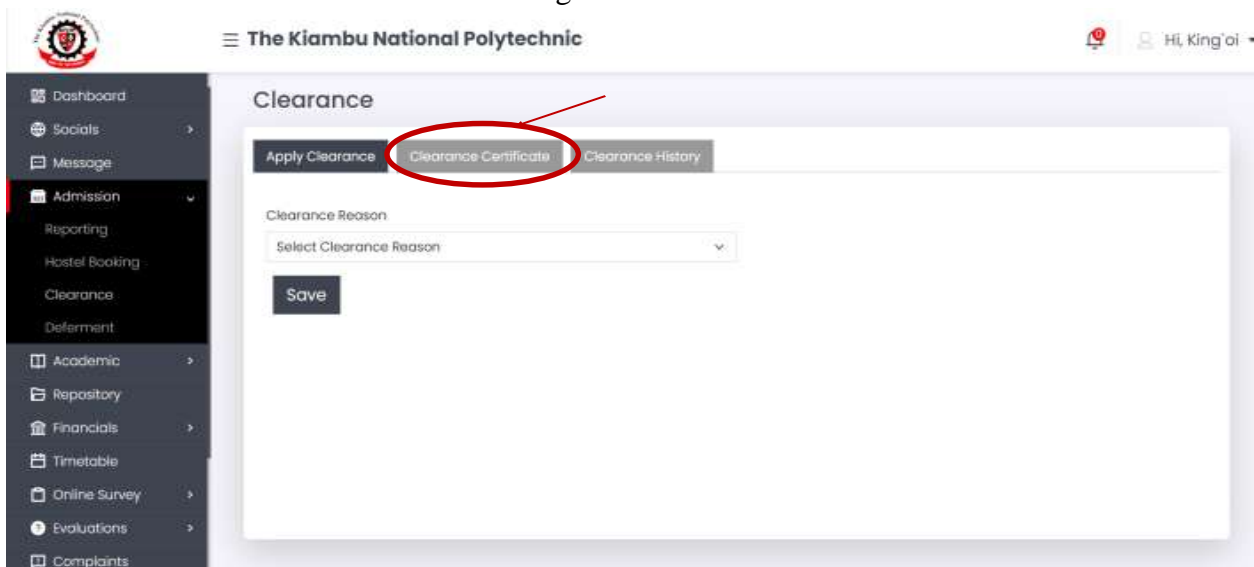 The Kiambu National Polytechnic
Hi, King'oi
Dashboard
Socials
Message
Admission
Reporting
Hostel Booking
Clearance
Deferment
Academic
Repository
Financials
Timetable
Online Survey
Evaluations
Complaints
Clearance
Apply Clearance
Clearance Certificate
Clearance History
Clearance Reason
Select Clearance Reason
Save